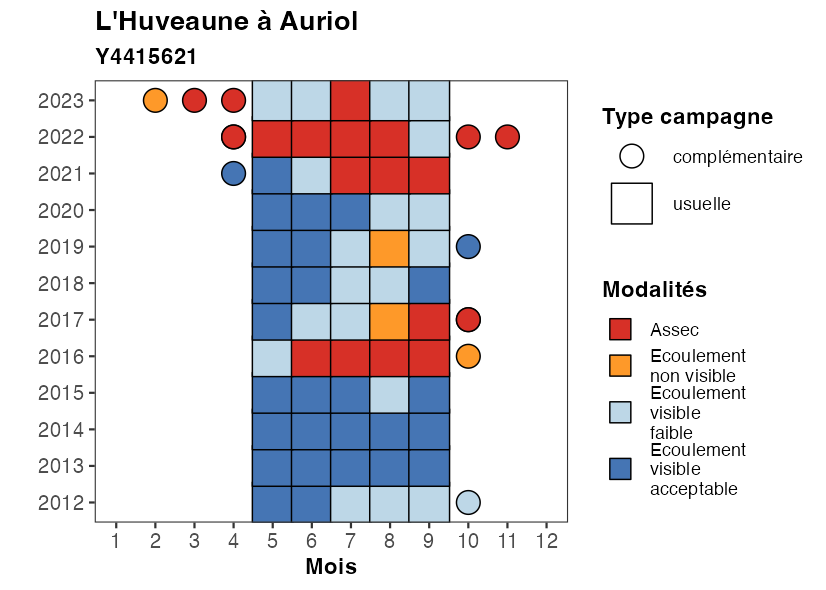 L'Huveaune à Auriol
Y4415621
2023
2022
2021
2020
2019
2018
2017
2016
2015
2014
2013
2012
1 2 3 4 5 6 7 8 9 10 11 12
Mois
Type campagne
complémentaire
usuelle
Modalités
Assec
Ecoulement
non visible
Ecoulement
visible
faible
Ecoulement
visible
acceptable